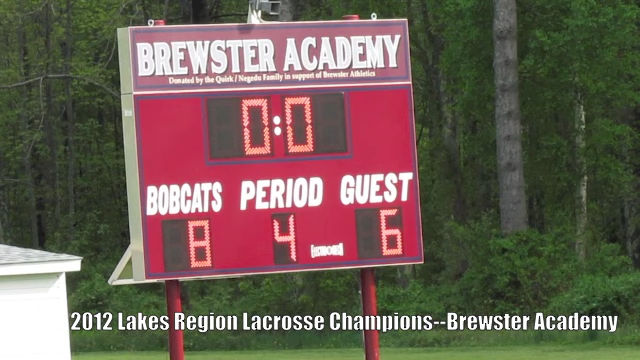 BREWSTER ACADEMY
Donated by the Quirk / Negedu Family in support of Brewster Athletics
0:0
BOBCATS PERIOD GUEST
8 4 6
2012 Lakes Region Lacrosse Champions--Brewster Academy